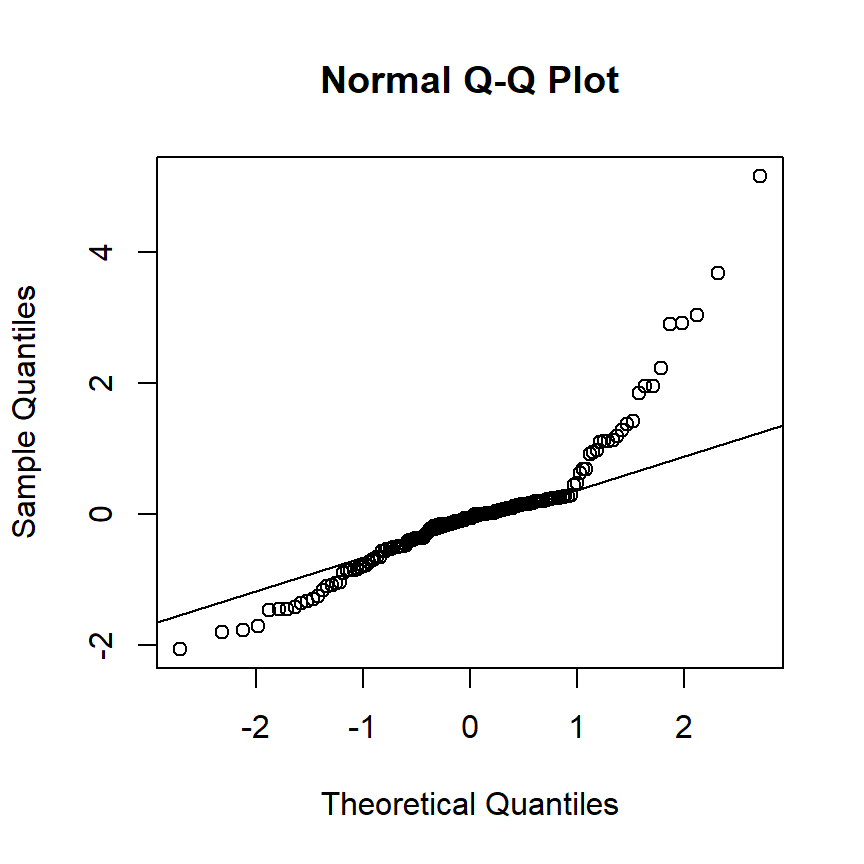 Normal Q-Q Plot
Sample Quantiles
4
2
0
-2
-2 -1 0 1 2
Theoretical Quantiles